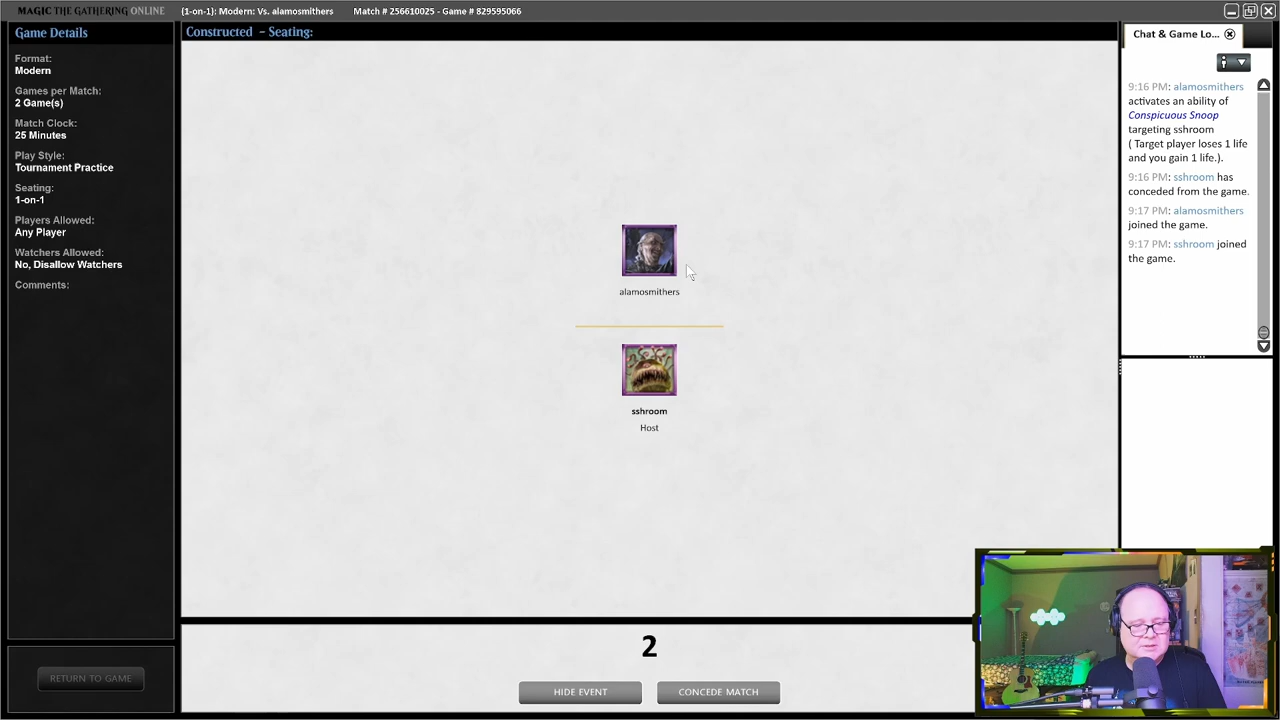 MAGIC THE GATHERING ONLINE
(1-on-1): Modern: Vs. alamosmithers
Match # 256610025 - Game # 829595066
Game Details
Format:
Modern
Games per Match:
2 Game(s)
Match Clock:
25 Minutes
Play Style:
Tournament Practice
Seating:
1-on-1
Players Allowed:
Any Player
Watchers Allowed:
No, Disallow Watchers
Comments:
RETURN TO GAME
Constructed - Seating:
alamosmithers
sshroom
Host
2
HIDE EVENT
CONCEDE MATCH
Chat & Game Lo...
9:16 PM: alamosmithers
activates an ability of
Conspicuous Snoop
targeting sshroom
( Target player loses 1 life
and you gain 1 life.).
9:16 PM: sshroom has
conceded from the game.
9:17 PM: alamosmithers
joined the game.
9:17 PM: sshroom joined
the game.